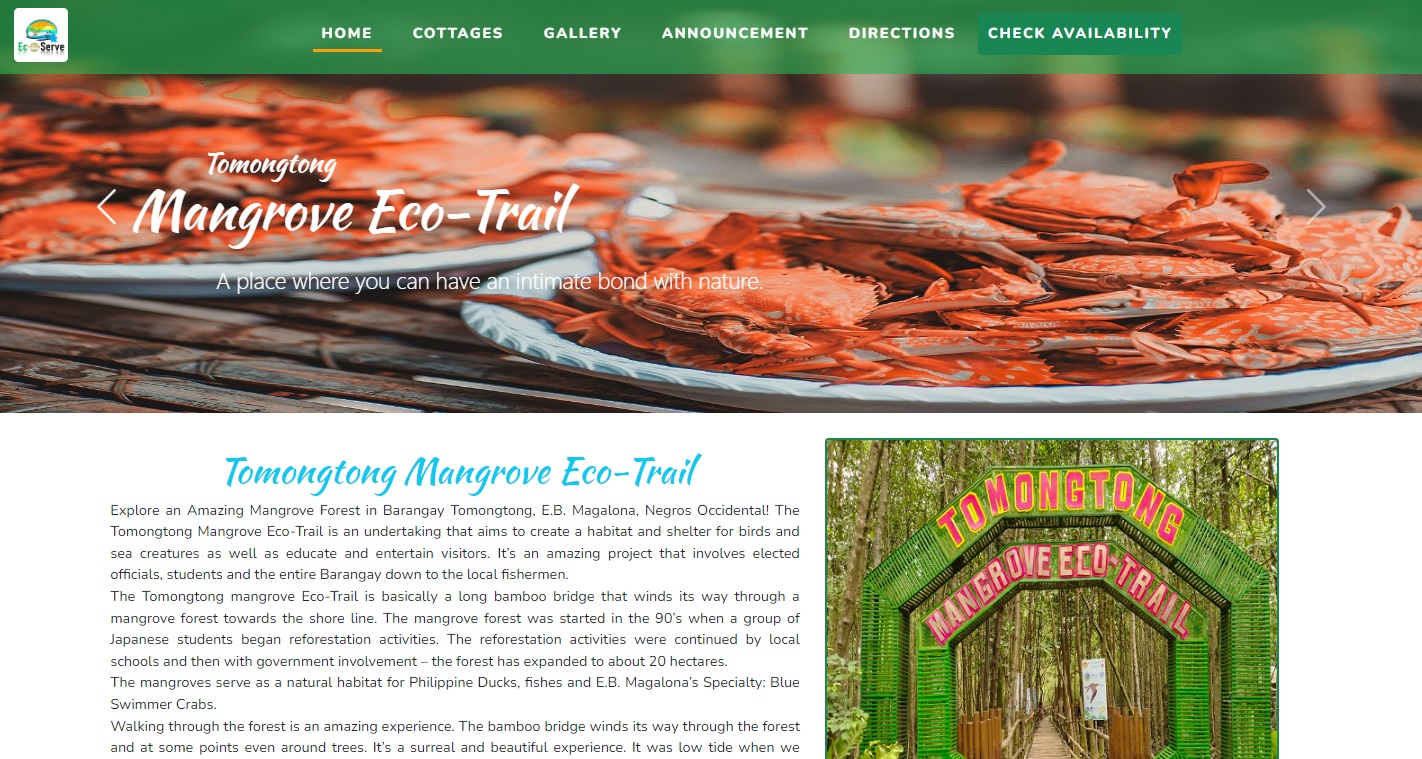 Eco Serve
HOME
COTTAGES
GALLERY
ANNOUNCEMENT
DIRECTIONS
CHECK AVAILABILITY
Tomongtong
Mangrove Eco-Trail
A place where you can have an intimate bond with nature.
Tomongtong Mangrove Eco-Trail
Explore an Amazing Mangrove Forest in Barangay Tomongtong, E.B. Magalona, Negros Occidental! The
Tomongtong Mangrove Eco-Trail is an undertaking that aims to create a habitat and shelter for birds and
sea creatures as well as educate and entertain visitors. It’s an amazing project that involves elected
officials, students and the entire Barangay down to the local fishermen.
The Tomongtong mangrove Eco-Trail is basically a long bamboo bridge that winds its way through a
mangrove forest towards the shore line. The mangrove forest was started in the 90’s when a group of
Japanese students began reforestation activities. The reforestation activities were continued by local
schools and then with government involvement – the forest has expanded to about 20 hectares.
The mangroves serve as a natural habitat for Philippine Ducks, fishes and E.B. Magalona’s Specialty: Blue
Swimmer Crabs.
Walking through the forest is an amazing experience. The bamboo bridge winds its way through the forest
and at some points even around trees. It’s a surreal and beautiful experience. It was low tide when we
TOMONGTONG
MANGROVE ECO-TRAIL